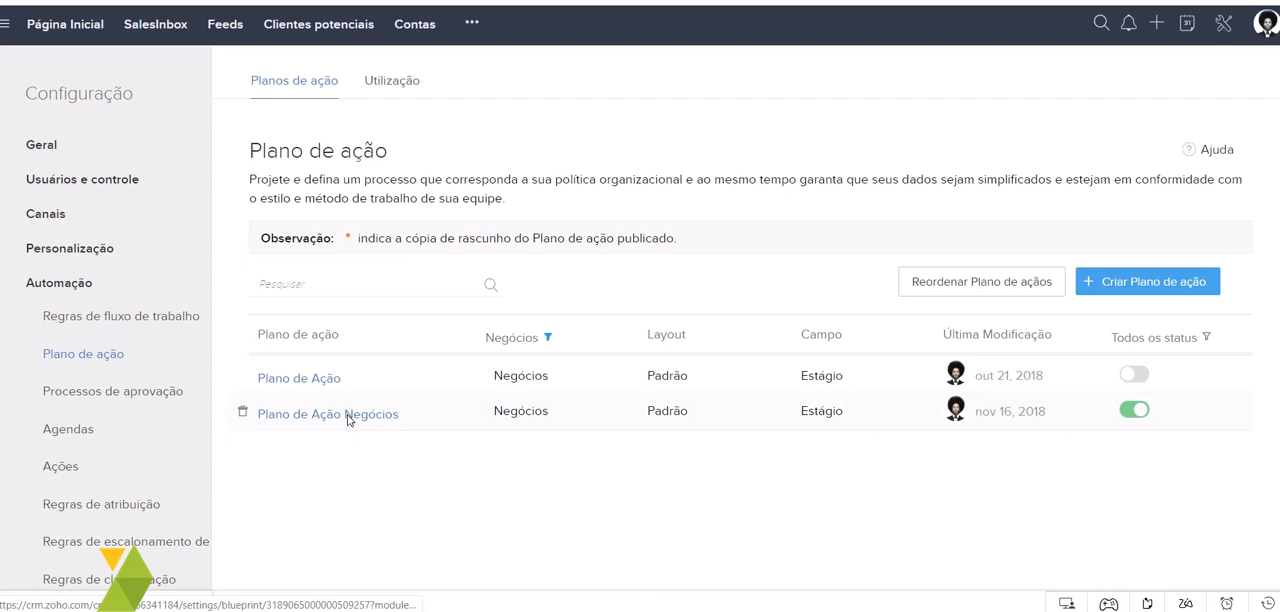 Página Inicial SalesInbox Feeds Clientes potenciais Contas •••
31
Configuração
Geral
Usuários e controle
Canais
Personalização
Automação
Regras de fluxo de trabalho
Plano de ação
Processos de aprovação
Agendas
Ações
Regras de atribuição
Regras de escalonamento de
Planos de ação Utilização
Plano de ação
? Ajuda
Projete e defina um processo que corresponda a sua política organizacional e ao mesmo tempo garanta que seus dados sejam simplificados e estejam em conformidade com
o estilo e método de trabalho de sua equipe.
Observação: * indica a cópia de rascunho do Plano de ação publicado.
Pesquisar
Reordenar Plano de ações
+ Criar Plano de ação
Plano de ação Negócios Layout Campo Última Modificação Todos os status
Plano de Ação Negócios Padrão Estágio out 21, 2018
Plano de Ação Negócios Negócios Padrão Estágio nov 16, 2018
Regras de